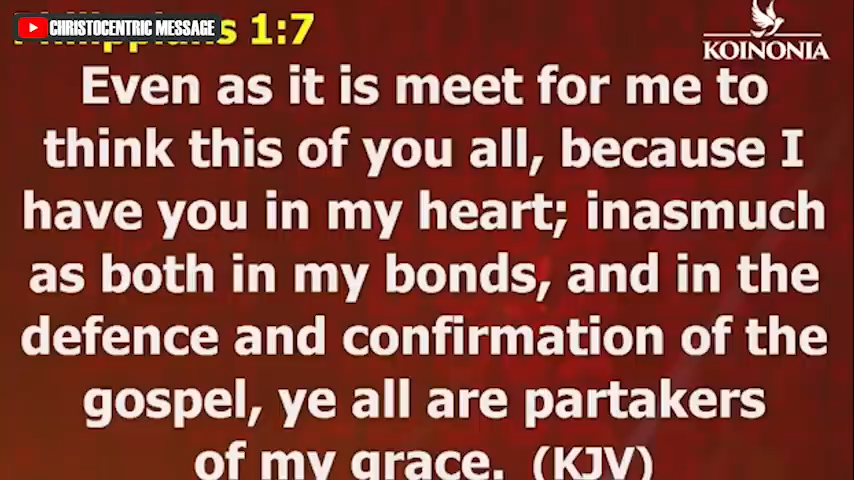 CHRISTOCENTRIC MESSAGE
1:7
KOINONIA
Even as it is meet for me to
think this of you all, because I
have you in my heart; inasmuch
as both in my bonds, and in the
defence and confirmation of the
gospel, ye all are partakers
of my grace. (KJV)